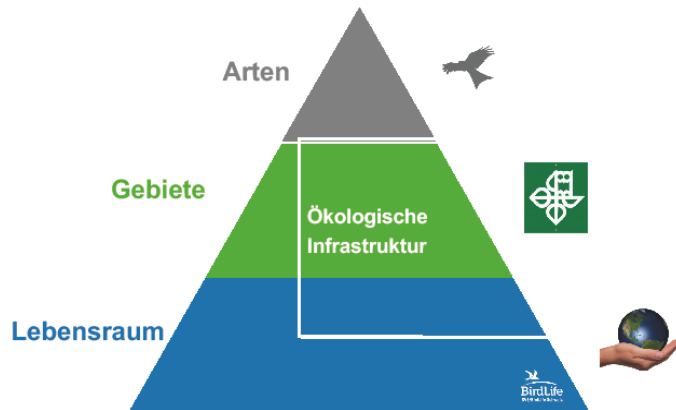 Arten
Gebiete
Ökologische
Infrastruktur
Lebensraum
BirdLife